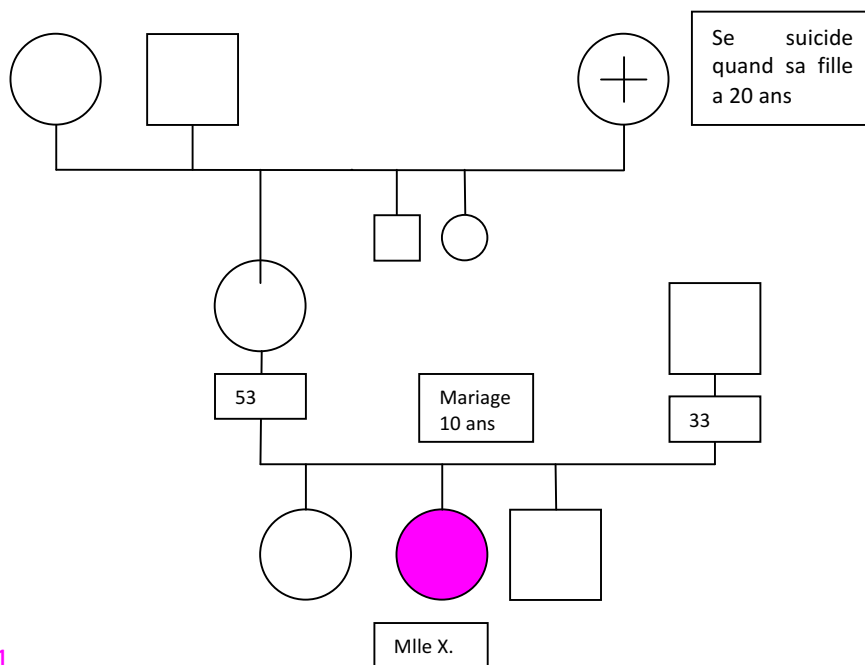 Se suicide
quand sa fille
a 20 ans
53
Mariage
10 ans
33
Mlle X.
1